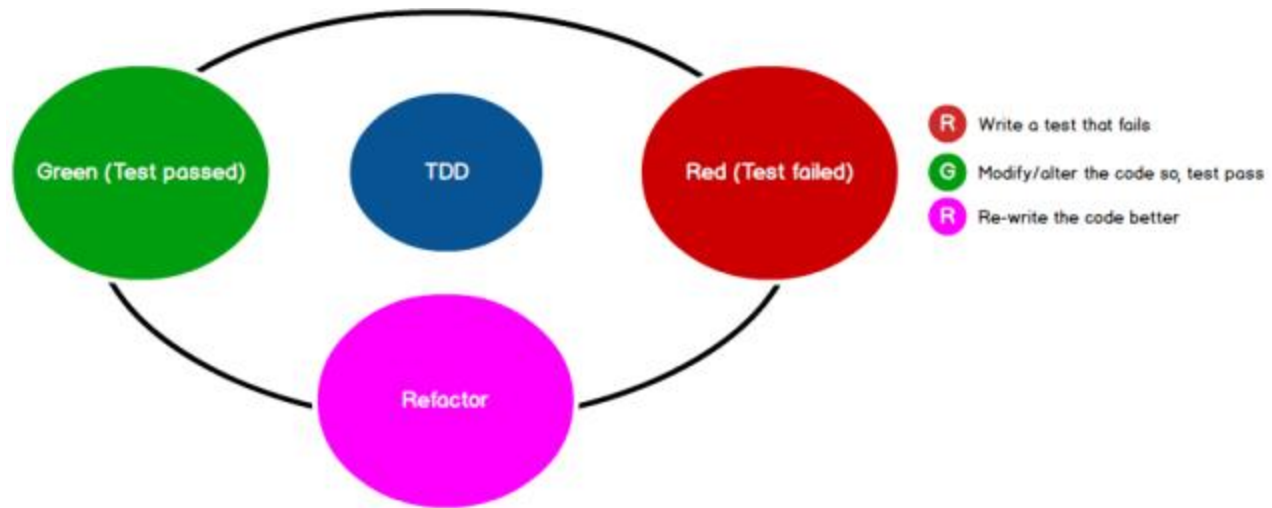 Green (Test passed)
TDD
Red (Test failed)
Refactor
R Write a test that fails
G Modify/alter the code so, test pass
R Re-write the code better